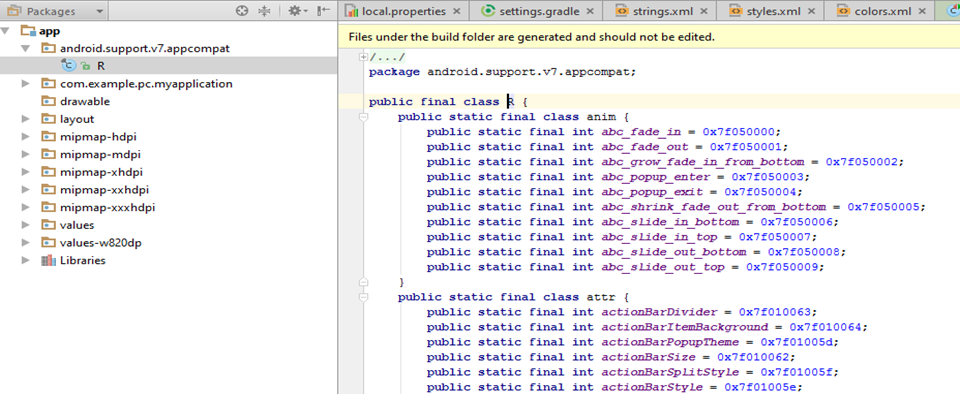 Packages
app
android.support.v7.appcompat
R
com.example.pc.myapplication
drawable
layout
mipmap-hdpi
mipmap-mdpi
mipmap-xhdpi
mipmap-xxhdpi
mipmap-xxxhdpi
values
values-w820dp
Libraries
local.properties settings.gradle strings.xml styles.xml colors.xml
Files under the build folder are generated and should not be edited.
/.../
package android.support.v7.appcompat;
public final class R {
public static final class anim {
public static final int abc_fade_in = 0x7f050000;
public static final int abc_fade_out = 0x7f050001;
public static final int abc_grow_fade_in_from_bottom = 0x7f050002;
public static final int abc_popup_enter = 0x7f050003;
public static final int abc_popup_exit = 0x7f050004;
public static final int abc_shrink_fade_out_from_bottom = 0x7f050005;
public static final int abc_slide_in_bottom = 0x7f050006;
public static final int abc_slide_in_top = 0x7f050007;
public static final int abc_slide_out_bottom = 0x7f050008;
public static final int abc_slide_out_top = 0x7f050009;
}
public static final class attr {
public static final int actionBarDivider = 0x7f010063;
public static final int actionBarItemBackground = 0x7f010064;
public static final int actionBarPopupTheme = 0x7f01005d;
public static final int actionBarSize = 0x7f010062;
public static final int actionBarSplitStyle = 0x7f01005f;
public static final int actionBarStyle = 0x7f01005e;